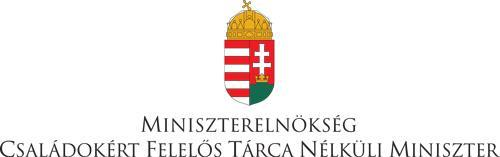 Miniszterelnökség
Családokért Felelős Tárca Nélküli Miniszter